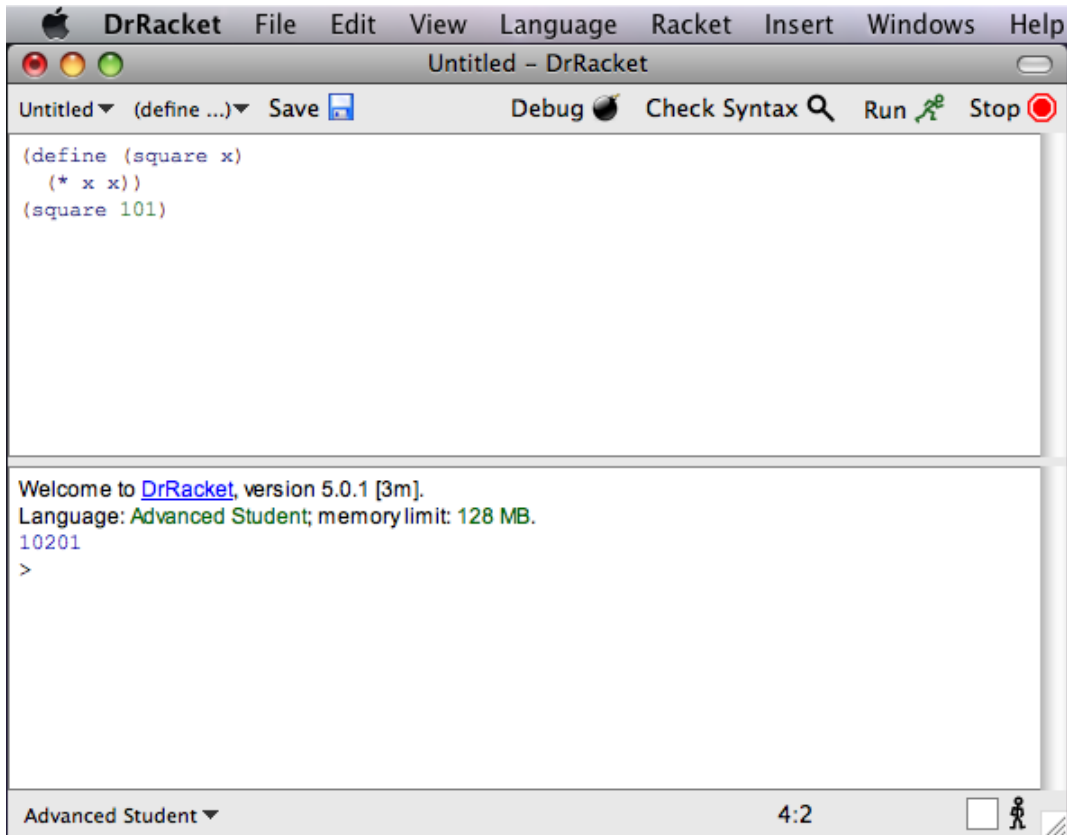 DrRacket File Edit View Language Racket Insert Windows Help
Untitled – DrRacket
Untitled (define ...) Save Debug Check Syntax Run Stop
(define (square x)
  (* x x))
(square 101)
Welcome to DrRacket, version 5.0.1 [3m].
Language: Advanced Student; memory limit: 128 MB.
10201
>
Advanced Student 4:2